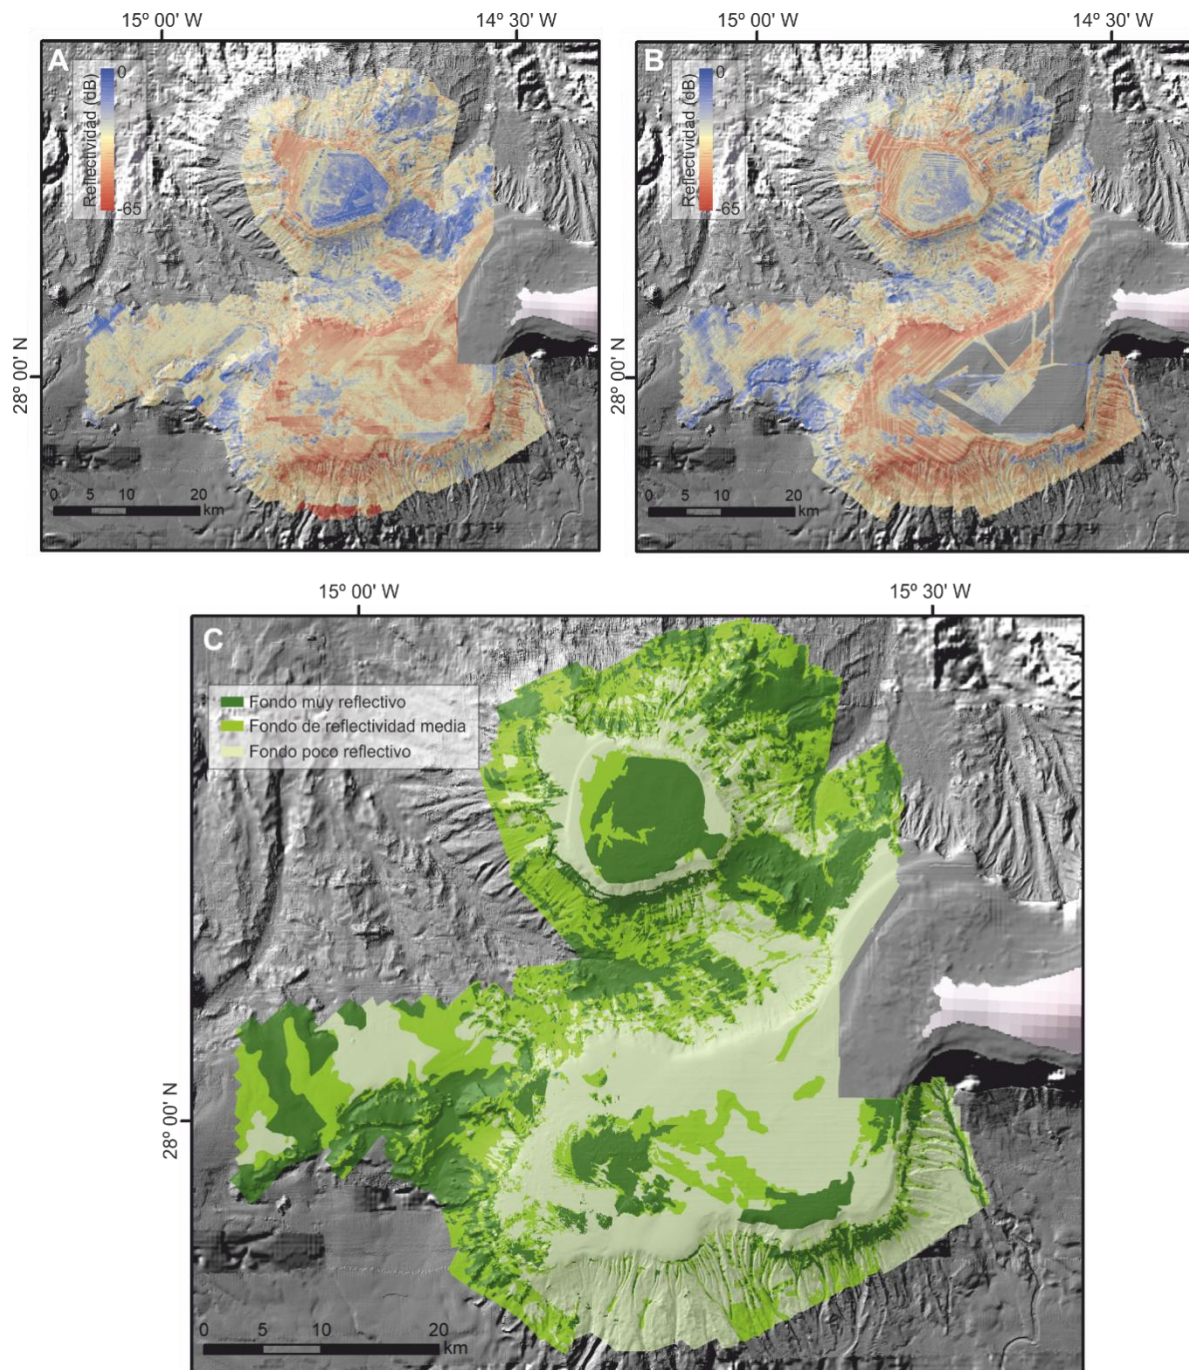 15º 00' W
14º 30' W
15º 00' W
14º 30' W
A
0
Reflectividad (dB)
-65
B
0
Reflectividad (dB)
-65
28º 00' N
28º 00' N
0 5 10 20
km
0 5 10 20
km
15º 00' W
15º 30' W
C
Fondo muy reflectivo
Fondo de reflectividad media
Fondo poco reflectivo
28º 00' N
0 5 10 20
km